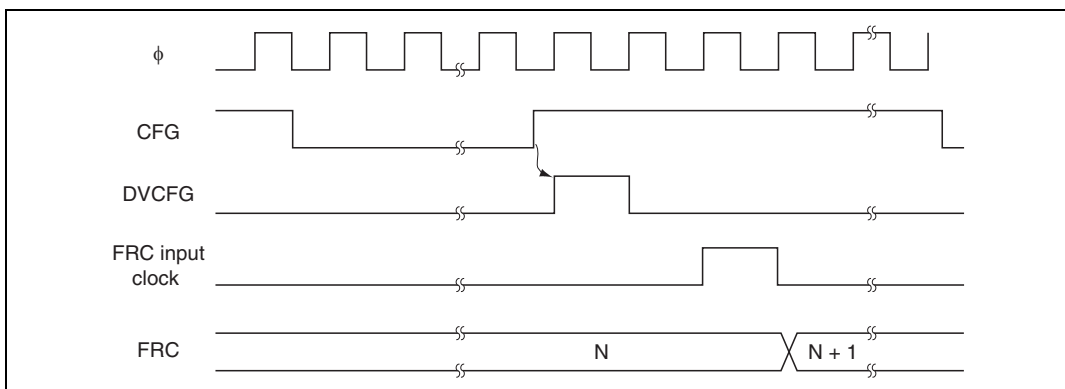 ϕ
CFG
DVCFG
FRC input
clock
FRC
N
N + 1